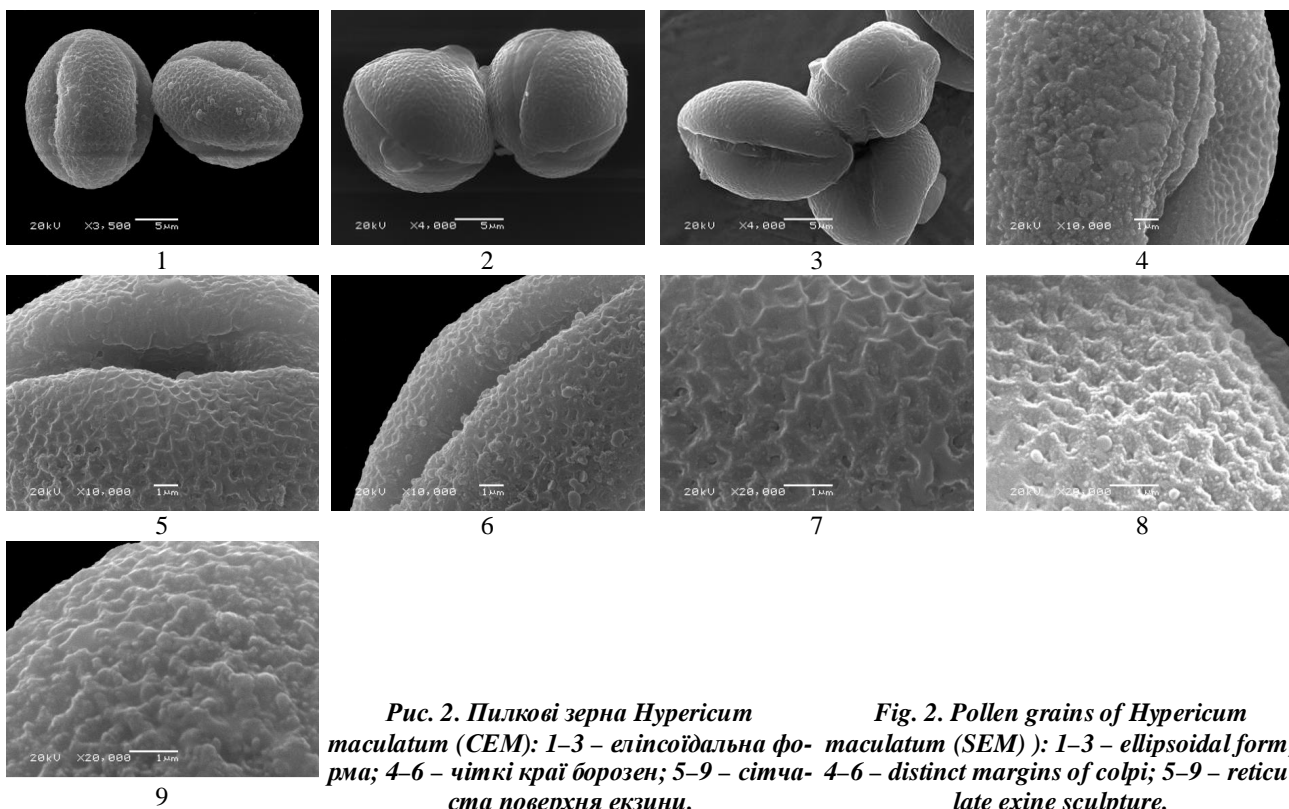 20kV X3,500 5μm
1
20kV X4,000 5μm
2
20kV X4,000 5μm
3
20kV X10,000 1μm
4
20kV X10,000 1μm
5
20kV X10,000 1μm
6
20kV X20,000 1μm
7
20kV X20,000 1μm
8
20kV X20,000 1μm
9
Рис. 2. Пилкові зерна Hypericum
maculatum (СЕМ): 1–3 – еліпсоїдальна фо-
рма; 4–6 – чіткі краї борозен; 5–9 – сітча-
ста поверхня екзини.
Fig. 2. Pollen grains of Hypericum
maculatum (SEM) ): 1–3 – ellipsoidal form;
4–6 – distinct margins of colpi; 5–9 – reticu-
late exine sculpture.